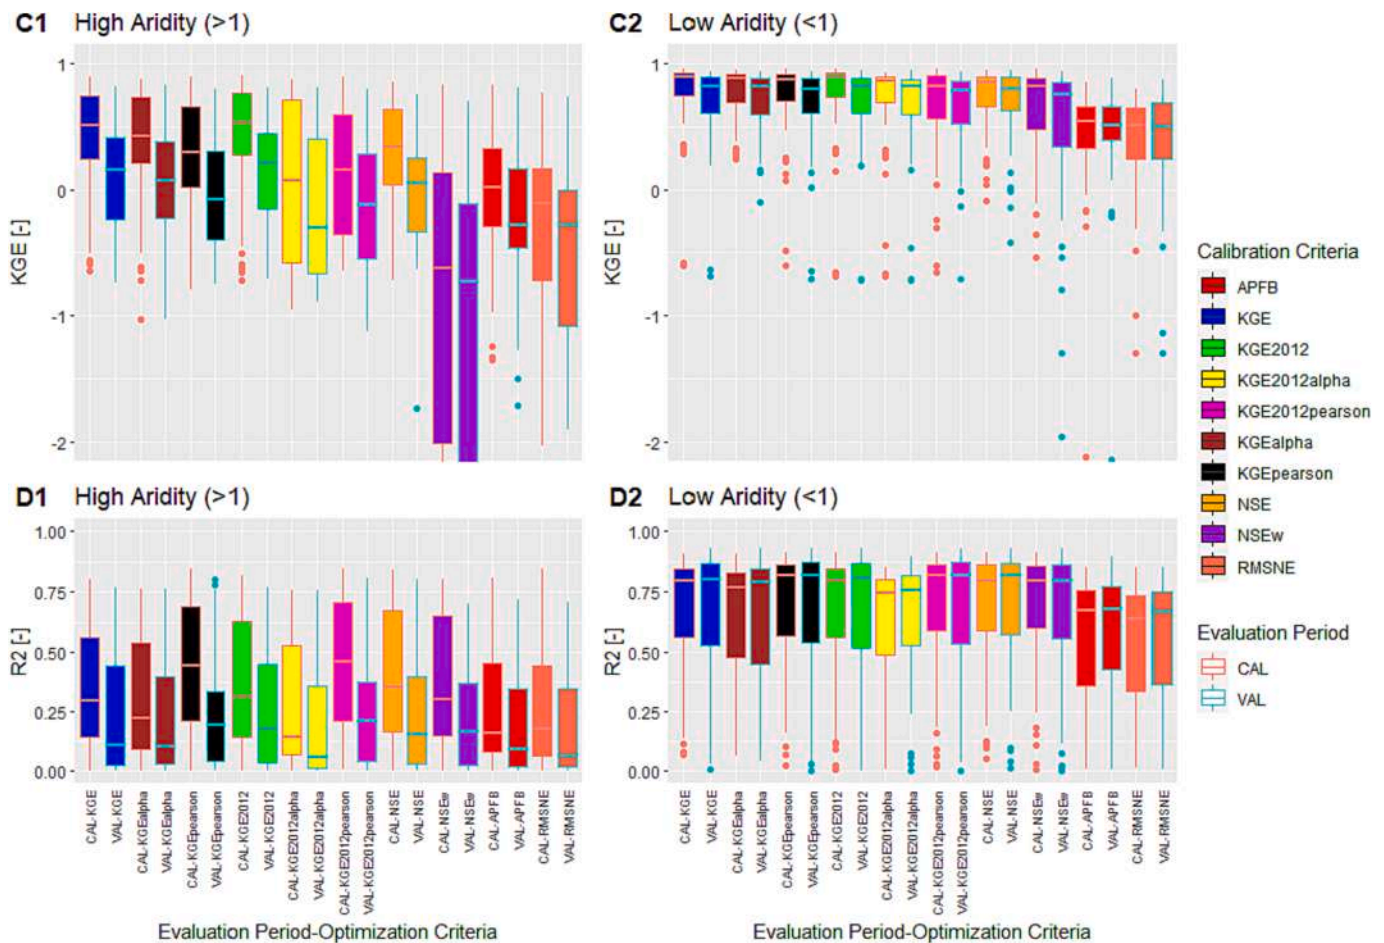 C1 High Aridity (>1)
C2 Low Aridity (<1)
KGE [-]
1
0
-1
-2
KGE [-]
1
0
-1
-2
D1 High Aridity (>1)
D2 Low Aridity (<1)
R2 [-]
1.00
0.75
0.50
0.25
0.00
R2 [-]
1.00
0.75
0.50
0.25
0.00
CAL-KGE
VAL-KGE
CAL-KGEalpha
VAL-KGEalpha
CAL-KGEpearson
VAL-KGEpearson
CAL-KGE2012
VAL-KGE2012
CAL-KGE2012alpha
VAL-KGE2012alpha
CAL-KGE2012pearson
VAL-KGE2012pearson
CAL-NSE
VAL-NSE
CAL-NSEw
VAL-NSEw
CAL-APFB
VAL-APFB
CAL-RMSNE
VAL-RMSNE
Evaluation Period-Optimization Criteria
CAL-KGE
VAL-KGE
CAL-KGEalpha
VAL-KGEalpha
CAL-KGEpearson
VAL-KGEpearson
CAL-KGE2012
VAL-KGE2012
CAL-KGE2012alpha
VAL-KGE2012alpha
CAL-KGE2012pearson
VAL-KGE2012pearson
CAL-NSE
VAL-NSE
CAL-NSEw
VAL-NSEw
CAL-APFB
VAL-APFB
CAL-RMSNE
VAL-RMSNE
Evaluation Period-Optimization Criteria
Calibration Criteria
APFB
KGE
KGE2012
KGE2012alpha
KGE2012pearson
KGEalpha
KGEpearson
NSE
NSEw
RMSNE
Evaluation Period
CAL
VAL